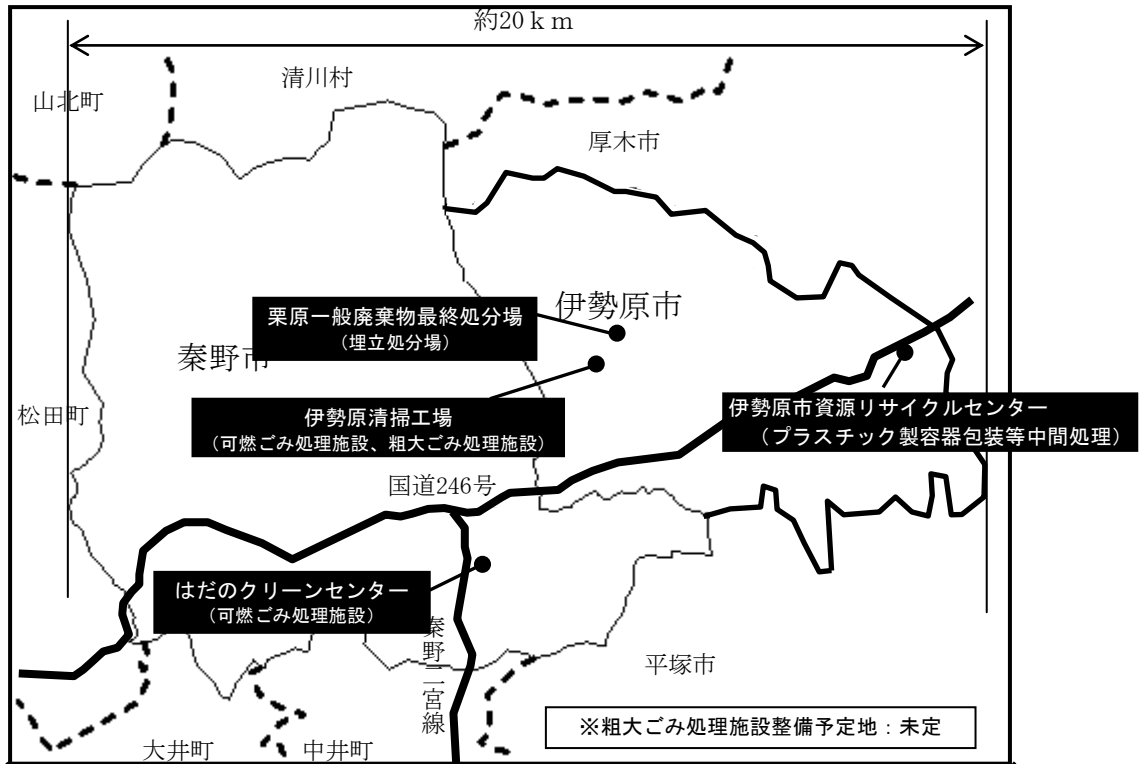 約20ｋｍ
清川村
山北町
厚木市
伊勢原市
栗原一般廃棄物最終処分場
（埋立処分場）
秦野市
松田町
伊勢原清掃工場
（可燃ごみ処理施設、粗大ごみ処理施設）
伊勢原市資源リサイクルセンター
（プラスチック製容器包装等中間処理）
国道246号
はだのクリーンセンター
（可燃ごみ処理施設）
秦野二宮線
平塚市
※粗大ごみ処理施設整備予定地：未定
大井町
中井町